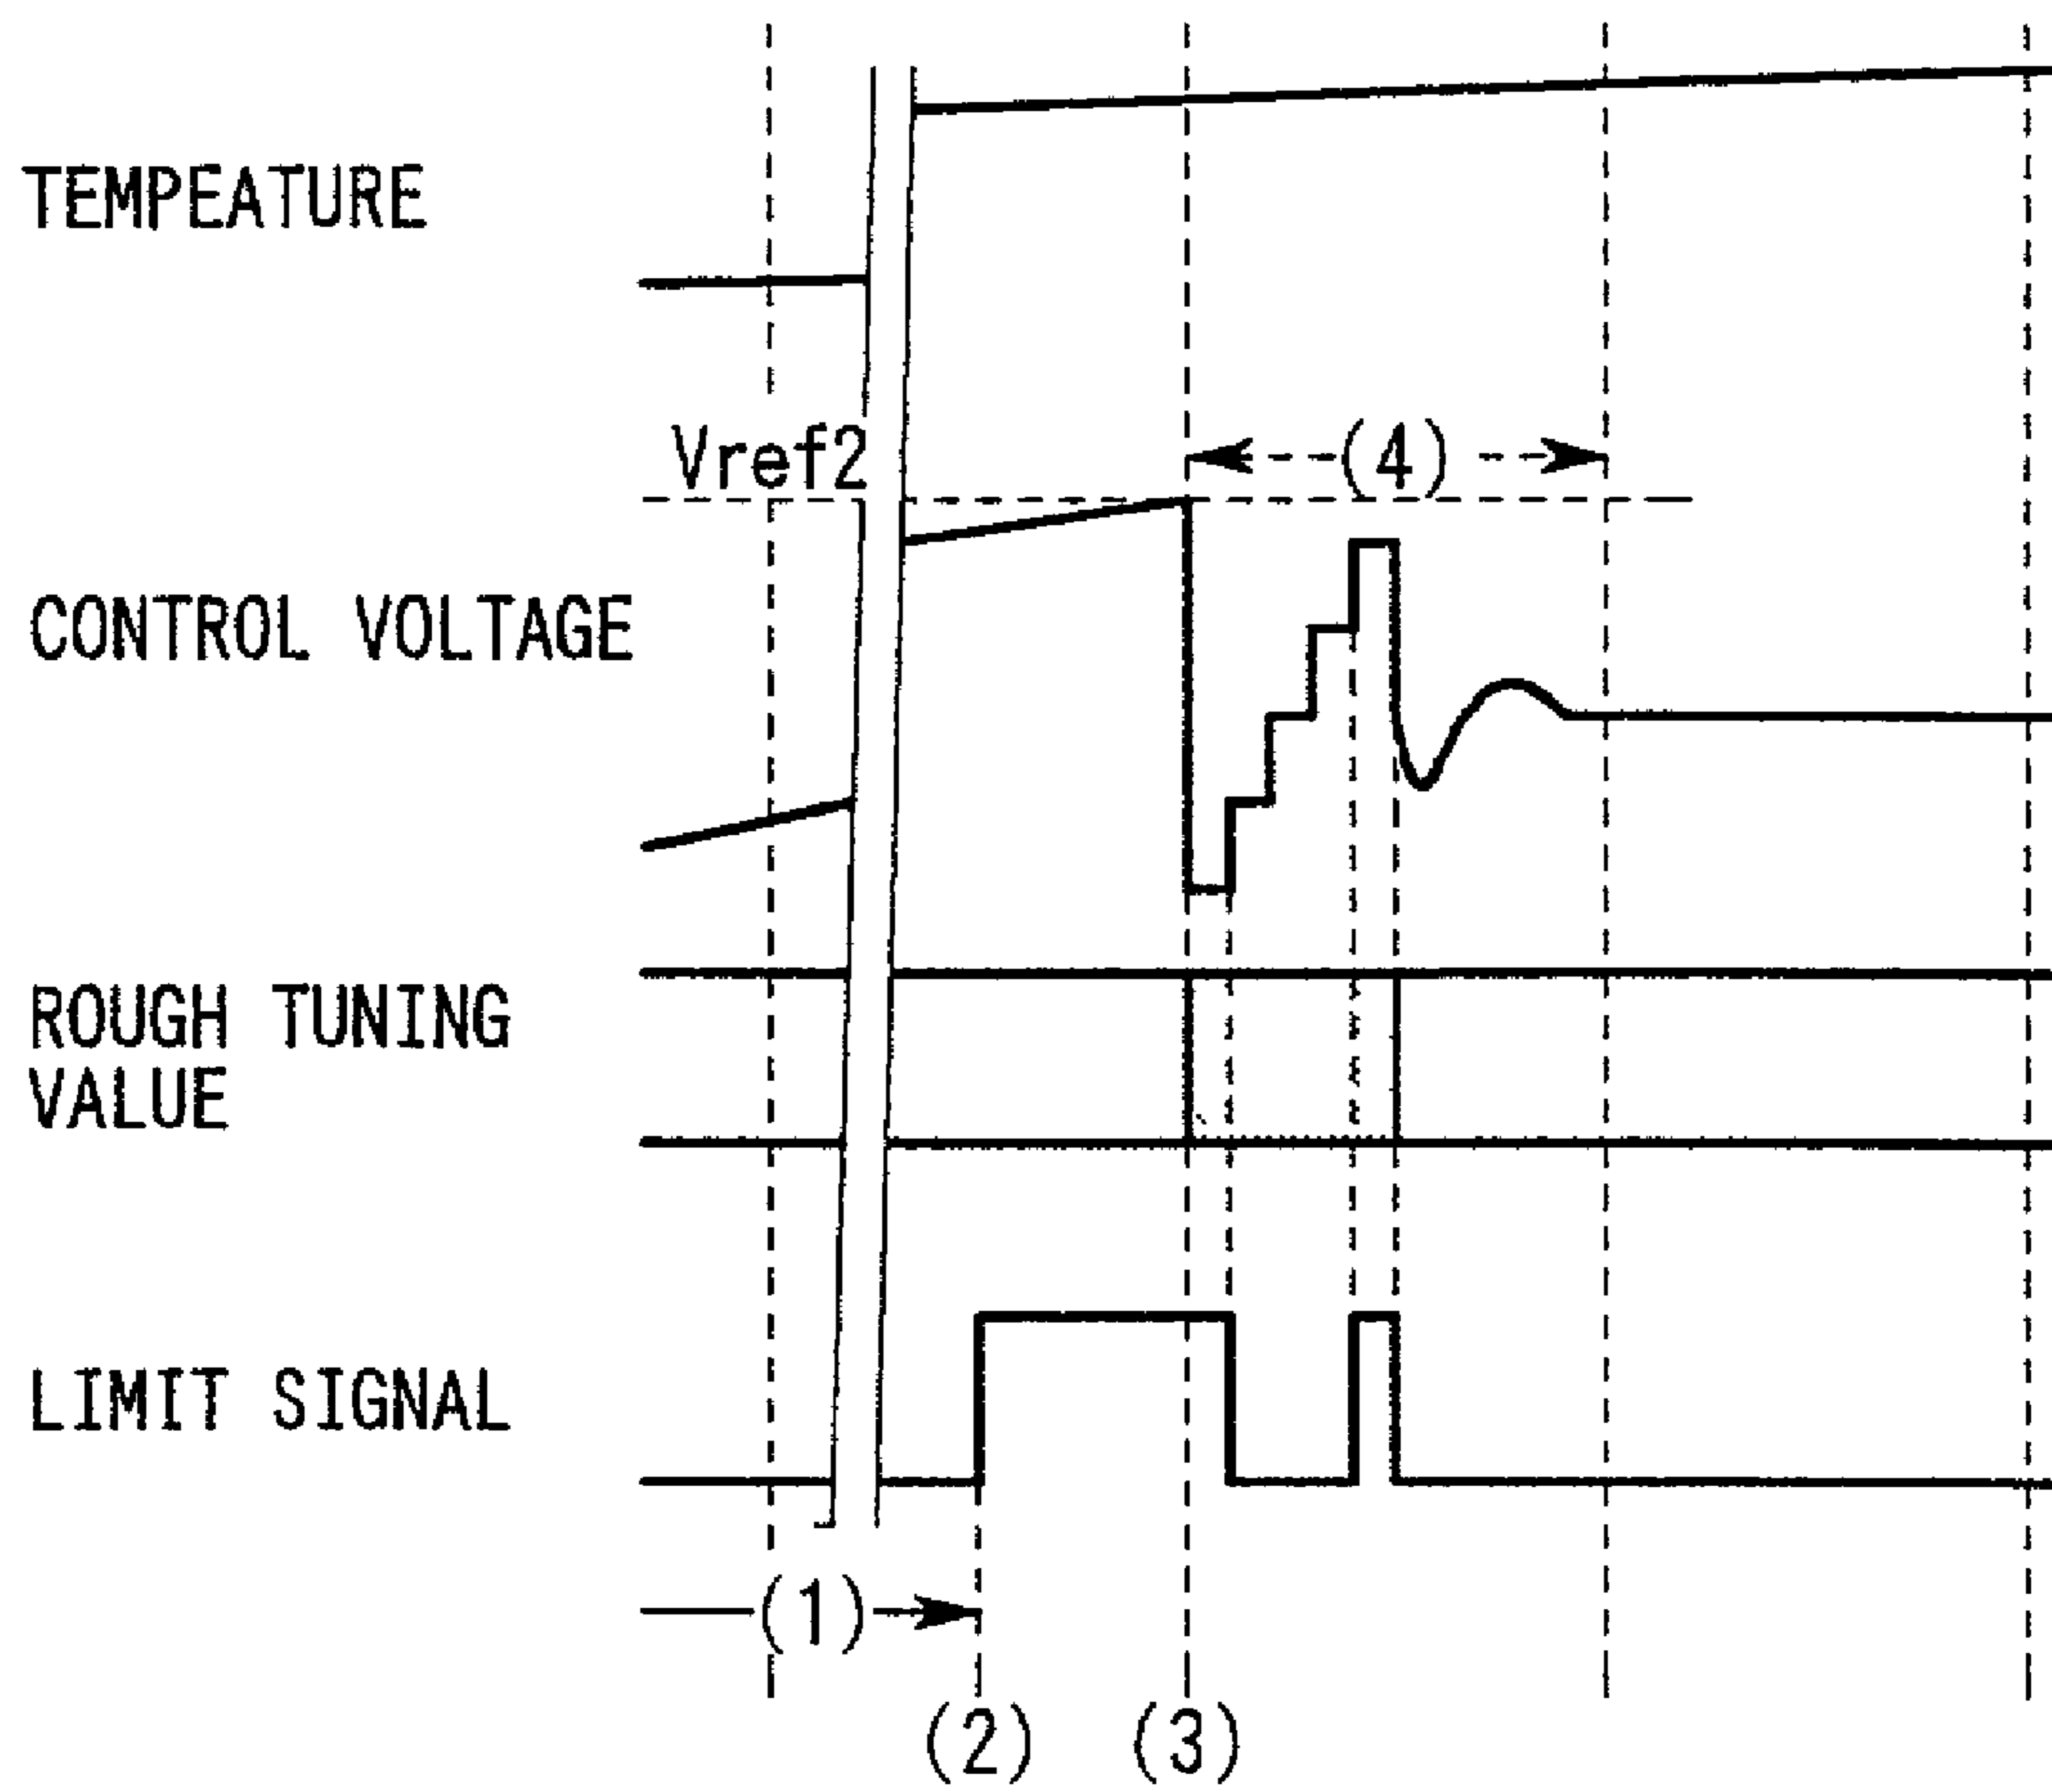 TEMPEATURE
Vref2
(4)
CONTROL VOLTAGE
ROUGH TUNING
VALUE
LIMIT SIGNAL
(1)
(2) (3)